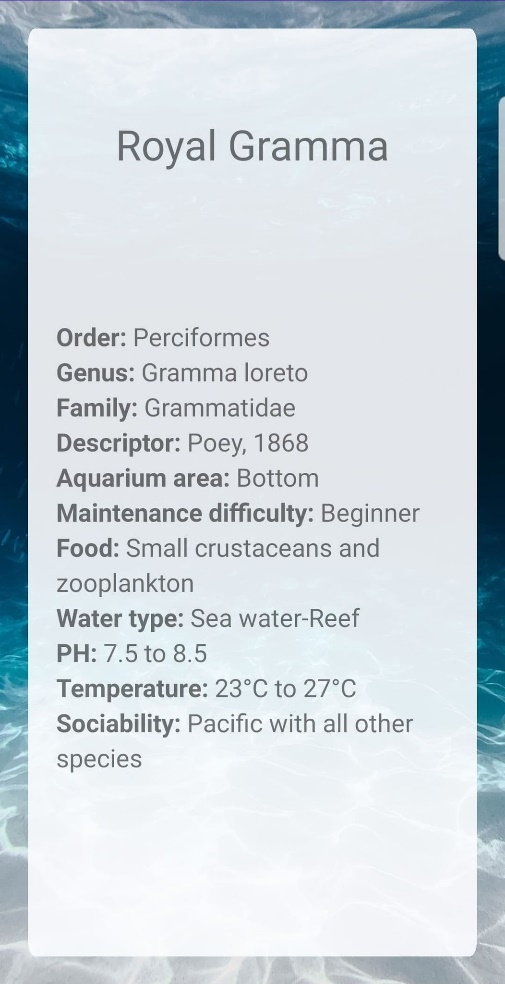 Royal Gramma
Order: Perciformes
Genus: Gramma loreto
Family: Grammatidae
Descriptor: Poey, 1868
Aquarium area: Bottom
Maintenance difficulty: Beginner
Food: Small crustaceans and
zooplankton
Water type: Sea water-Reef
PH: 7.5 to 8.5
Temperature: 23°C to 27°C
Sociability: Pacific with all other
species